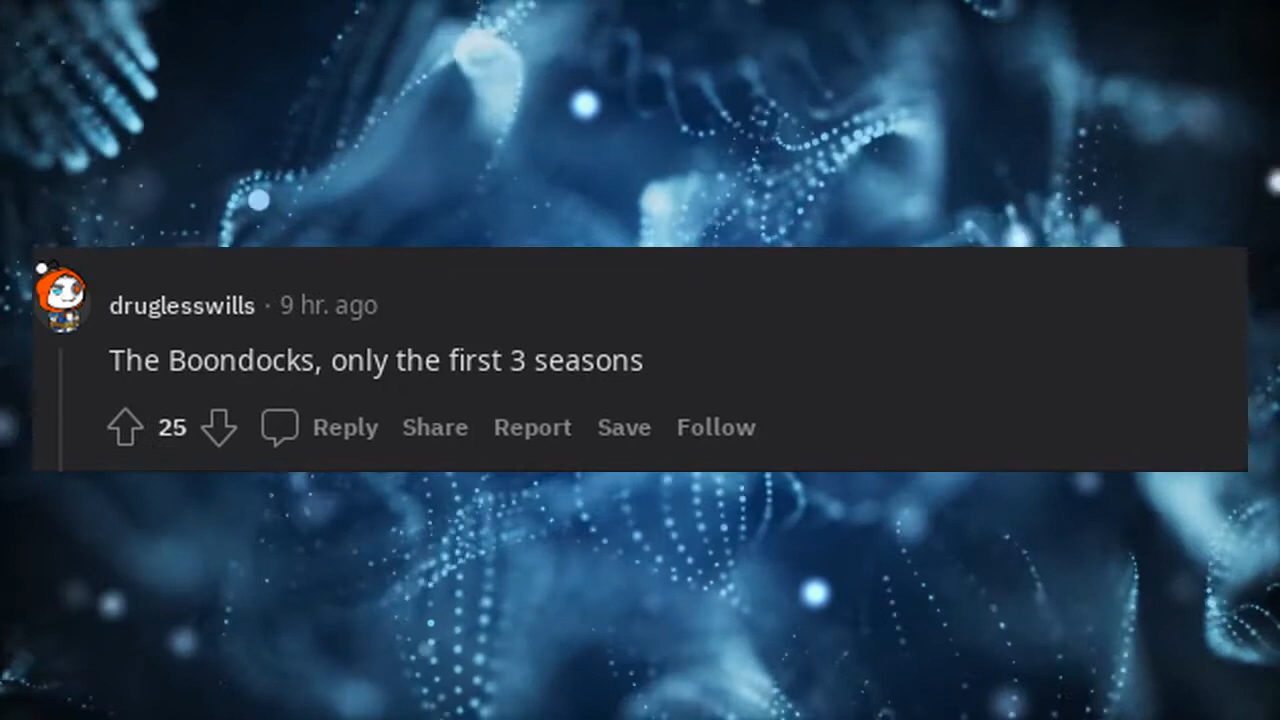 druglesswills · 9 hr. ago
The Boondocks, only the first 3 seasons
25 Reply Share Report Save Follow